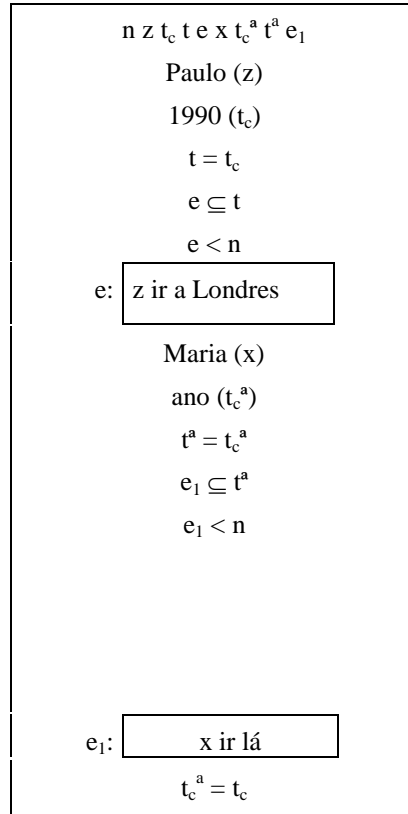 n z t_c t e x t_c^a t^a e_1
Paulo (z)
1990 (t_c)
t = t_c
e ⊆ t
e < n
e: z ir a Londres
Maria (x)
ano (t_c^a)
t^a = t_c^a
e_1 ⊆ t^a
e_1 < n
e_1: x ir lá
t_c^a = t_c